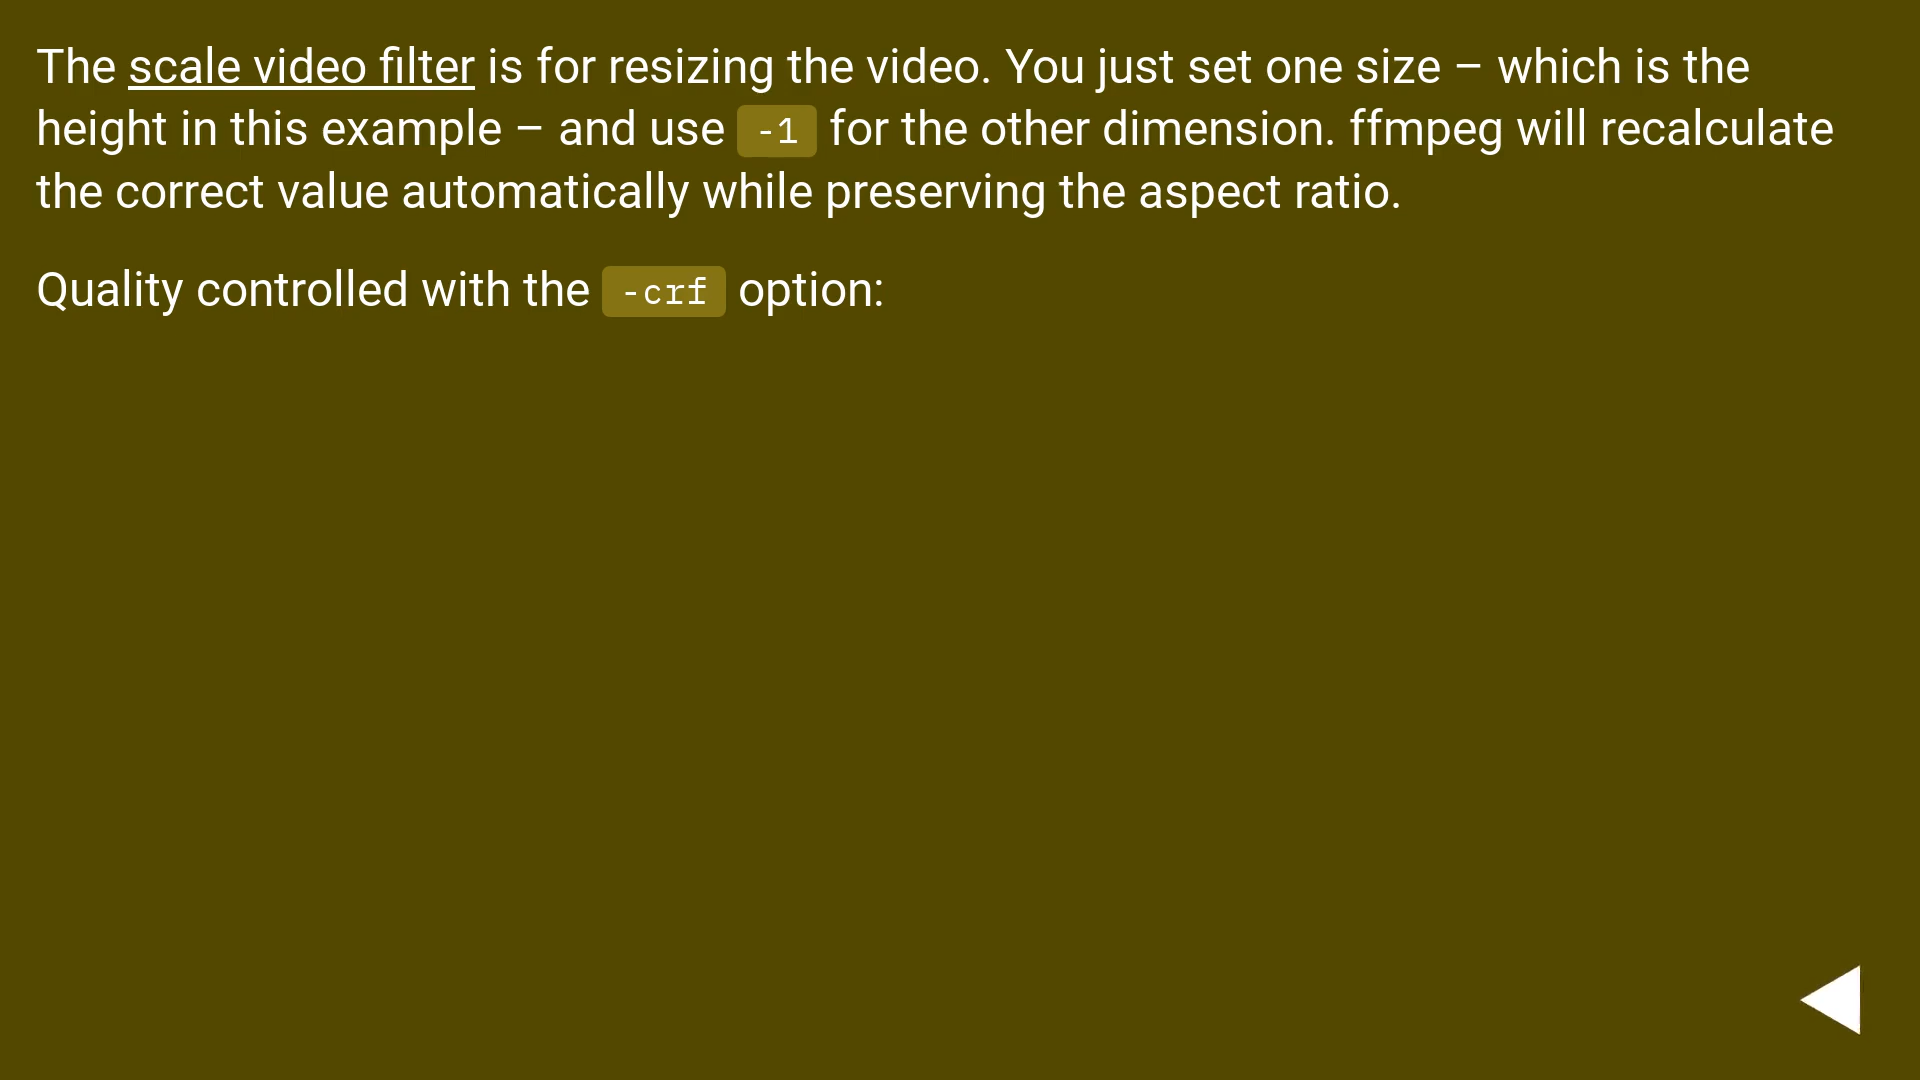 The scale video filter is for resizing the video. You just set one size – which is the
height in this example – and use -1 for the other dimension. ffmpeg will recalculate
the correct value automatically while preserving the aspect ratio.
Quality controlled with the -crf option: